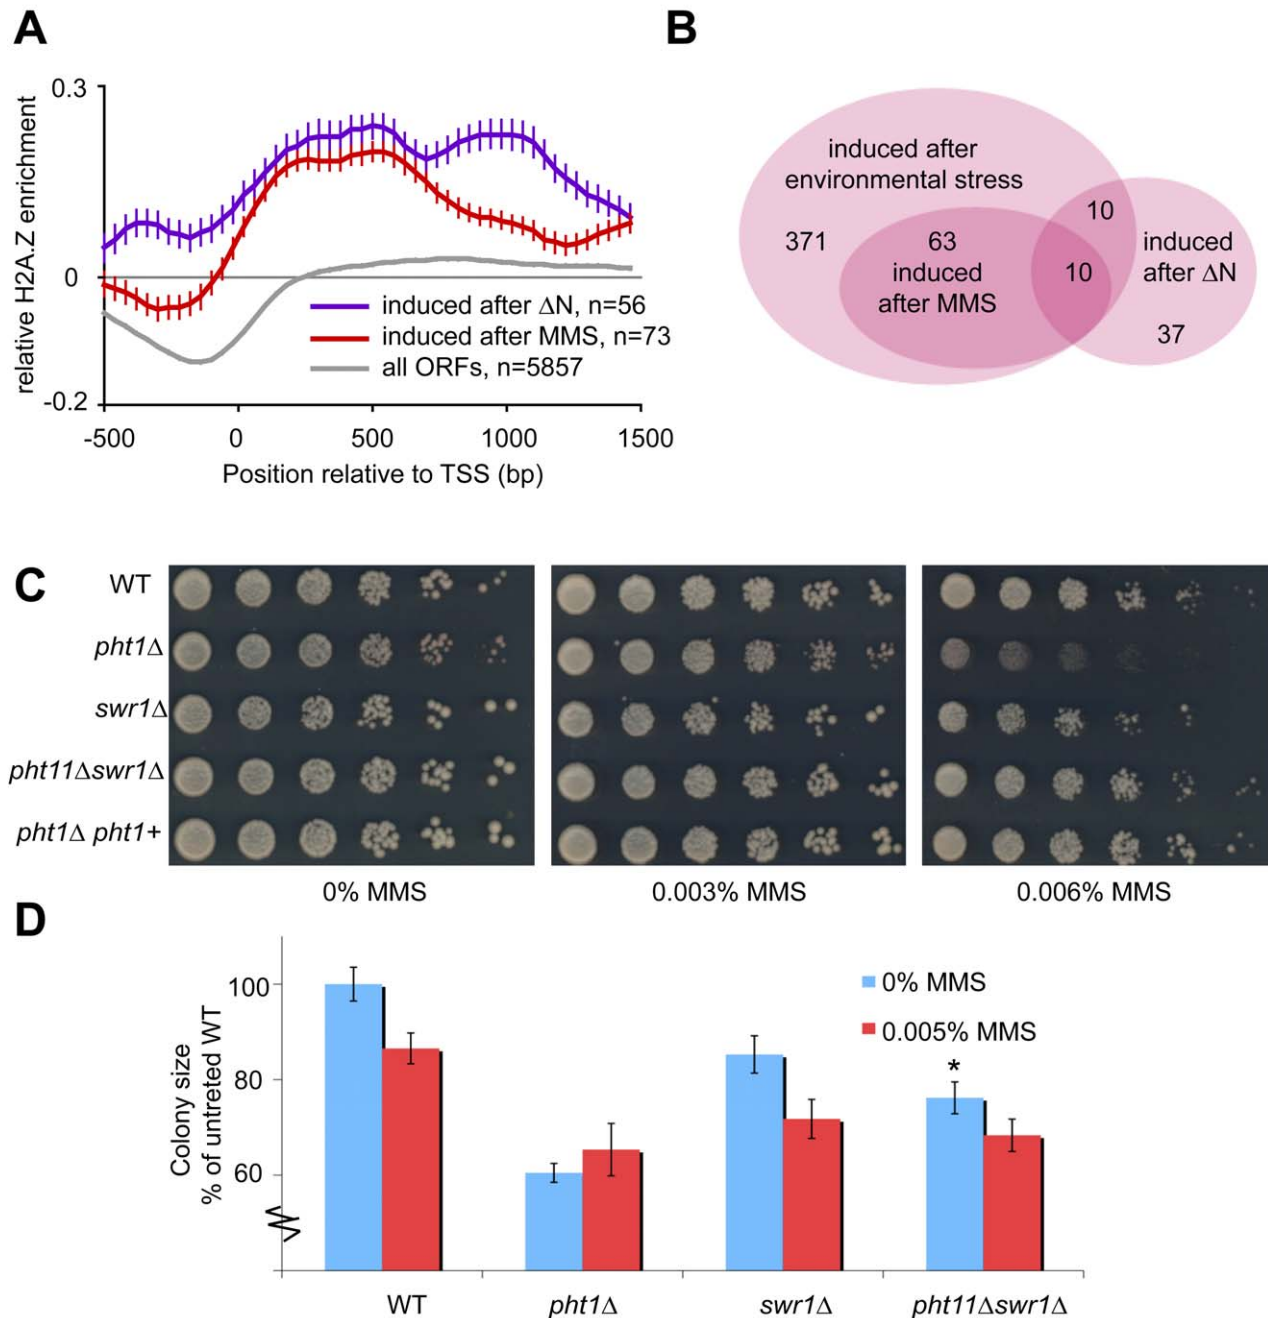 A
0.3
0
-0.2
relative H2A.Z enrichment
induced after ΔN, n=56
induced after MMS, n=73
all ORFs, n=5857
-500
0
500
1000
1500
Position relative to TSS (bp)
B
induced after
environmental stress
371
63
induced
after MMS
10
10
induced
after ΔN
37
C
WT
pht1Δ
swr1Δ
pht11Δswr1Δ
pht1Δ pht1+
0% MMS
0.003% MMS
0.006% MMS
D
Colony size
% of untreted WT
100
80
60
0% MMS
0.005% MMS
*
WT
pht1Δ
swr1Δ
pht11Δswr1Δ